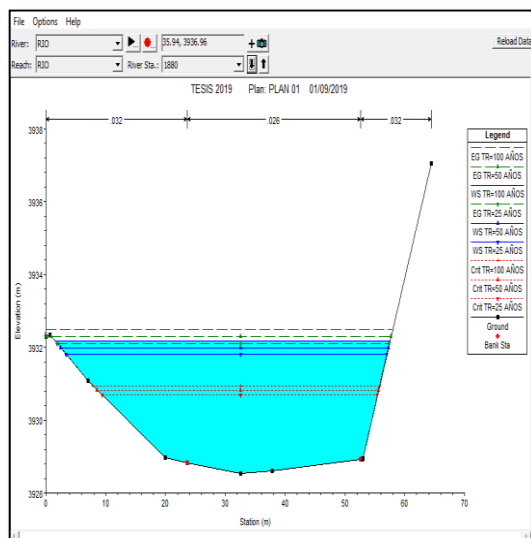 File Options Help
River: RIO 35.94, 3936.96 Reload Data
Reach: RIO River Sta.: 1880
TESIS 2019 Plan: PLAN 01 01/09/2019
.032 .026 .032
3938
3936
3934
3932
3930
3928
Elevation (m)
0 10 20 30 40 50 60 70
Station (m)
Legend
EG TR=100 AÑOS
EG TR=50 AÑOS
WS TR=100 AÑOS
EG TR=25 AÑOS
WS TR=50 AÑOS
WS TR=25 AÑOS
Crit TR=100 AÑOS
Crit TR=50 AÑOS
Crit TR=25 AÑOS
Ground
Bank Sta